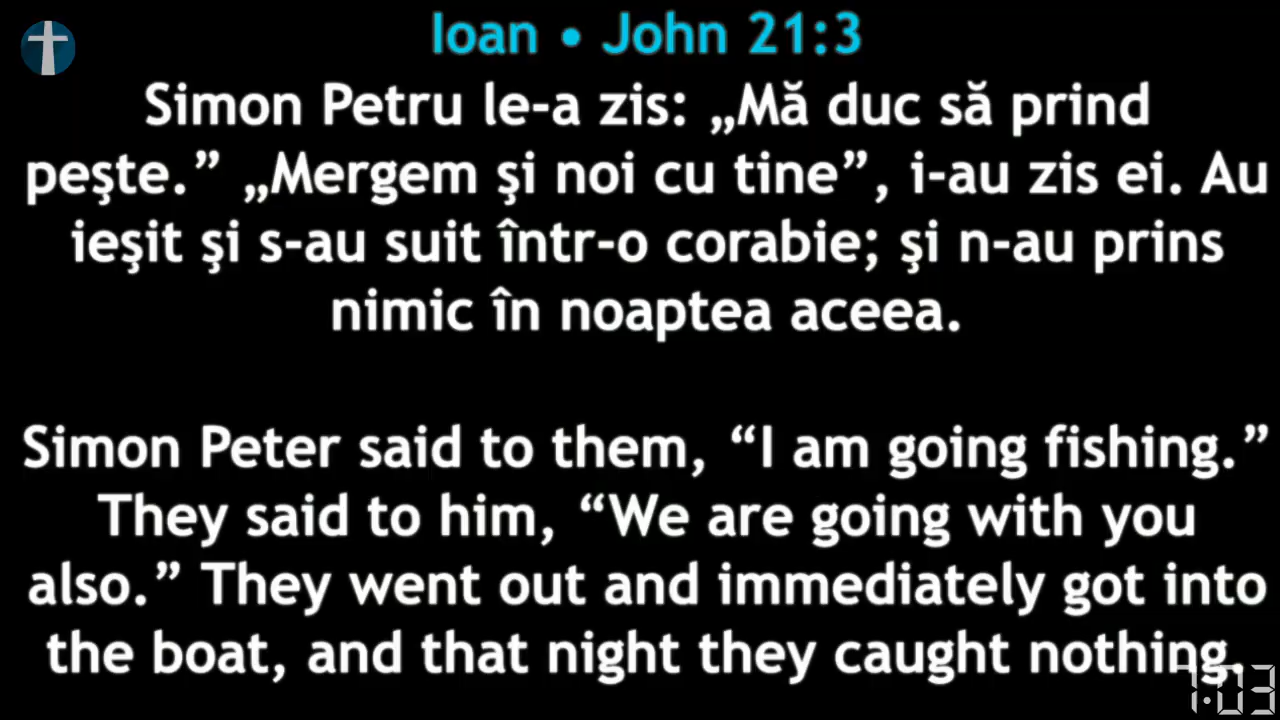 Ioan • John 21:3
Simon Petru le-a zis: „Mă duc să prind
peşte.” „Mergem şi noi cu tine”, i-au zis ei. Au
ieşit şi s-au suit într-o corabie; şi n-au prins
nimic în noaptea aceea.
Simon Peter said to them, “I am going fishing.”
They said to him, “We are going with you
also.” They went out and immediately got into
the boat, and that night they caught nothing.
1:03